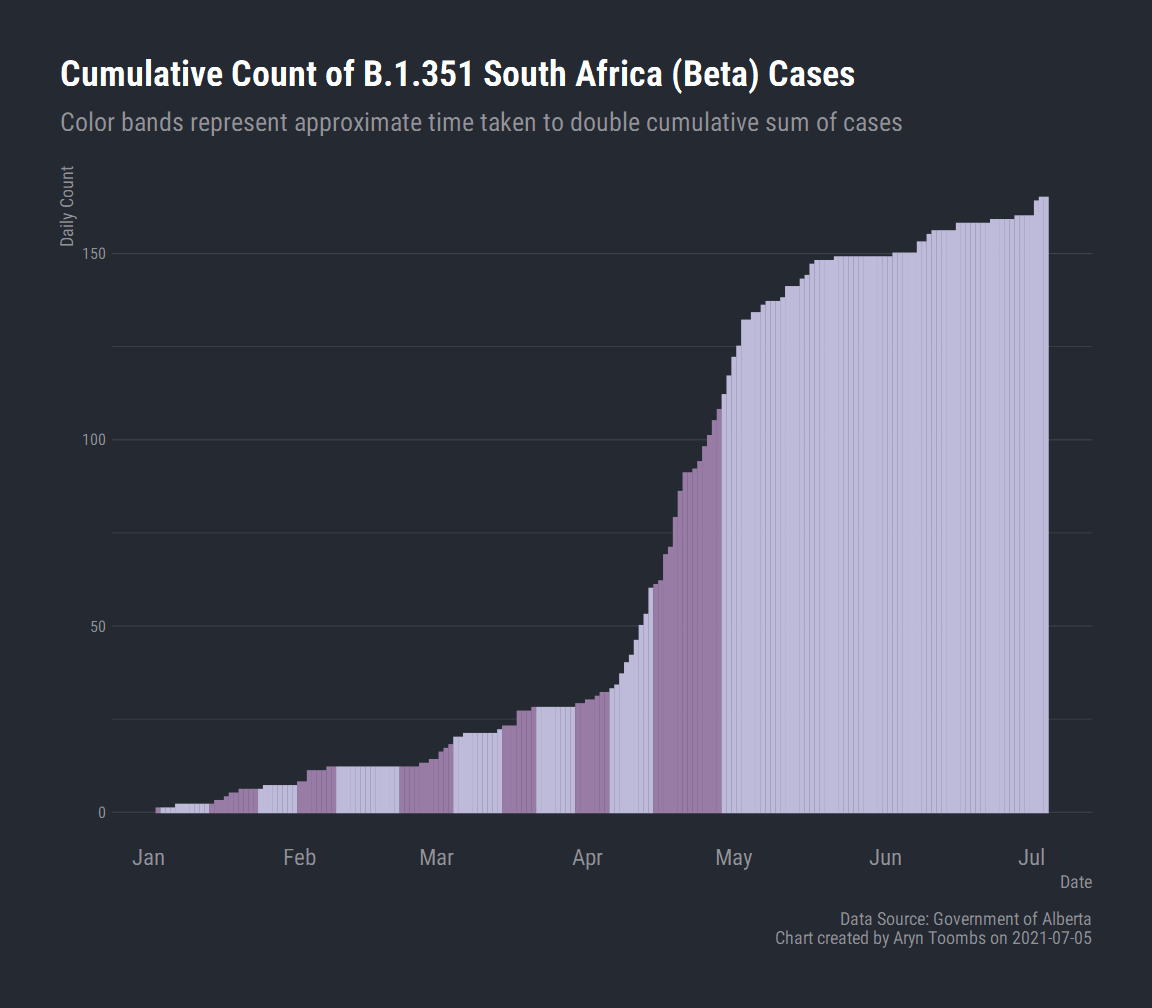 Cumulative Count of B.1.351 South Africa (Beta) Cases
Color bands represent approximate time taken to double cumulative sum of cases
Daily Count
150
100
50
0
Jan Feb Mar Apr May Jun Jul
Date
Data Source: Government of Alberta
Chart created by Aryn Toombs on 2021-07-05